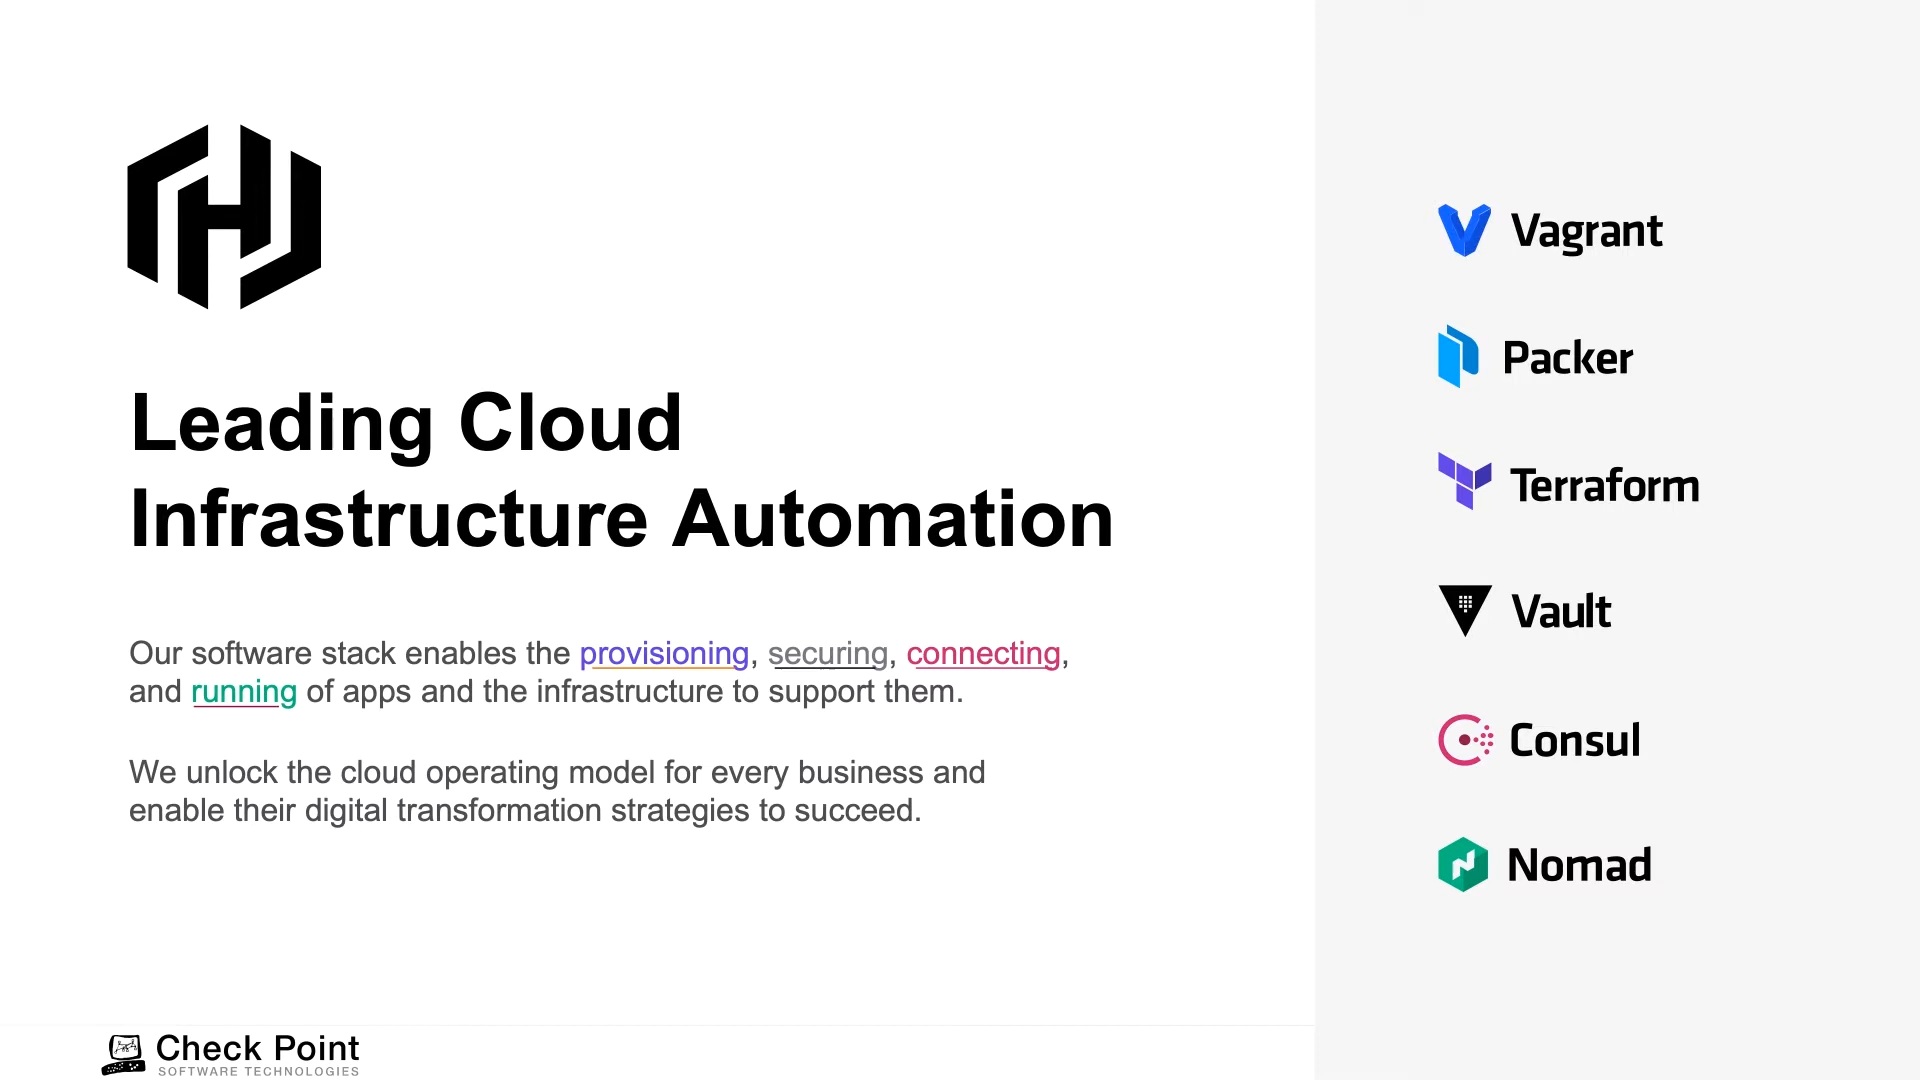 Leading Cloud
Infrastructure Automation
Our software stack enables the provisioning, securing, connecting,
and running of apps and the infrastructure to support them.
We unlock the cloud operating model for every business and
enable their digital transformation strategies to succeed.
Vagrant
Packer
Terraform
Vault
Consul
Nomad
Check Point
SOFTWARE TECHNOLOGIES